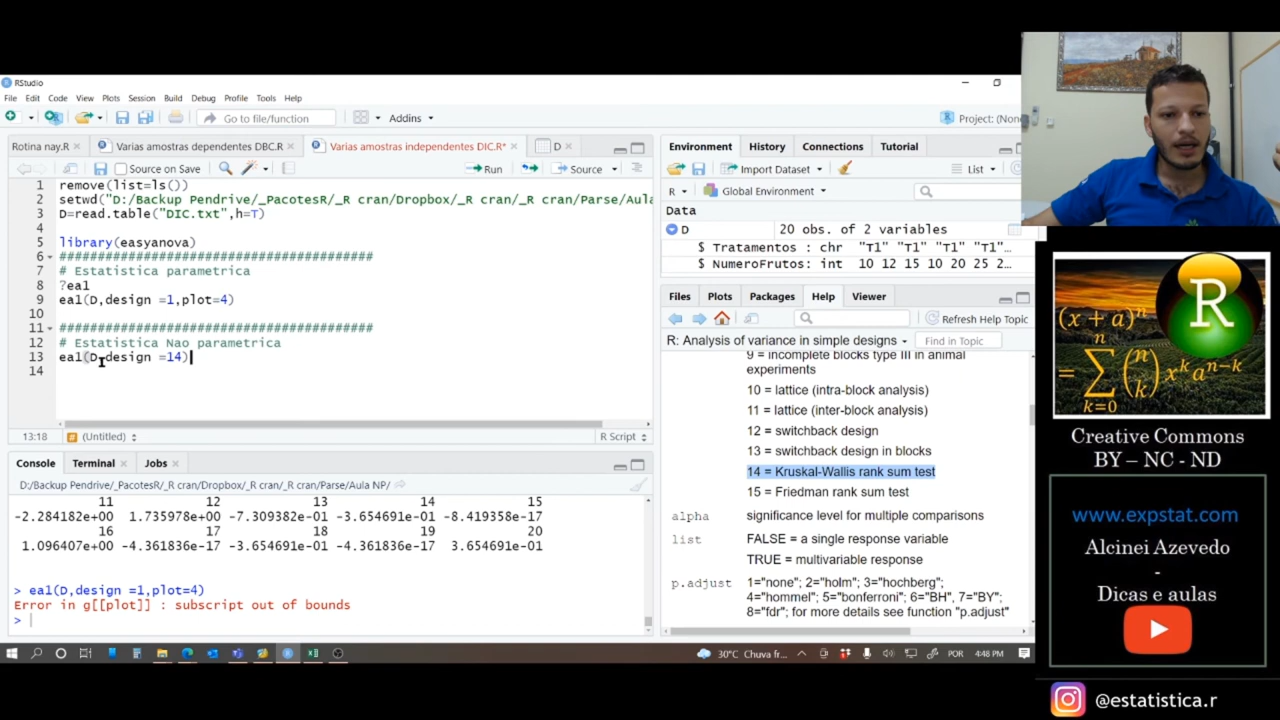 RStudio
File Edit Code View Plots Session Build Debug Profile Tools Help
Go to file/function
Addins
Project: (None
Rotina nay.R
Varias amostras dependentes DBC.R
Varias amostras independentes DIC.R*
D
Source on Save
Run
Source
1 remove(list=ls())
2 setwd("D:/Backup Pendrive/_PacotesR/_R cran/Dropbox/_R cran/_R cran/Parse/Aula
3 D=read.table("DIC.txt",h=T)
4
5 library(easyanova)
6 #########################################
7 # Estatistica parametrica
8 ?ea1
9 ea1(D,design =1,plot=4)
10
11 #########################################
12 # Estatistica Nao parametrica
13 ea1(D,design =14)
14
13:18
(Untitled)
R Script
Console Terminal Jobs
D:/Backup Pendrive/_PacotesR/_R cran/Dropbox/_R cran/_R cran/Parse/Aula NP/
11 12 13 14 15
-2.284182e+00 1.735978e+00 -7.309382e-01 -3.654691e-01 -8.419358e-17
16 17 18 19 20
1.096407e+00 -4.361836e-17 -3.654691e-01 -4.361836e-17 3.654691e-01
> ea1(D,design =1,plot=4)
Error in g[[plot]] : subscript out of bounds
>
Environment History Connections Tutorial
Import Dataset
List
R
Global Environment
Data
D 20 obs. of 2 variables
$ Tratamentos : chr "T1" "T1" "T1" "T1"…
$ NumeroFrutos: int 10 12 15 10 20 25 2…
Files Plots Packages Help Viewer
Refresh Help Topic
R: Analysis of variance in simple designs
Find in Topic
9 = incomplete blocks type III in animal
experiments
10 = lattice (intra-block analysis)
11 = lattice (inter-block analysis)
12 = switchback design
13 = switchback design in blocks
14 = Kruskal-Wallis rank sum test
15 = Friedman rank sum test
alpha significance level for multiple comparisons
list FALSE = a single response variable
TRUE = multivariable response
p.adjust 1="none"; 2="holm"; 3="hochberg";
4="hommel"; 5="bonferroni"; 6="BH", 7="BY";
8="fdr"; for more details see function "p.adjust"
30°C Chuva fr...
POR
4:48 PM
R
(x + a)^n
= ∑ n k=0 (n k) x^k a^{n−k}
Creative Commons
BY – NC - ND
www.expstat.com
Alcinei Azevedo
-
Dicas e aulas
@estatistica.r